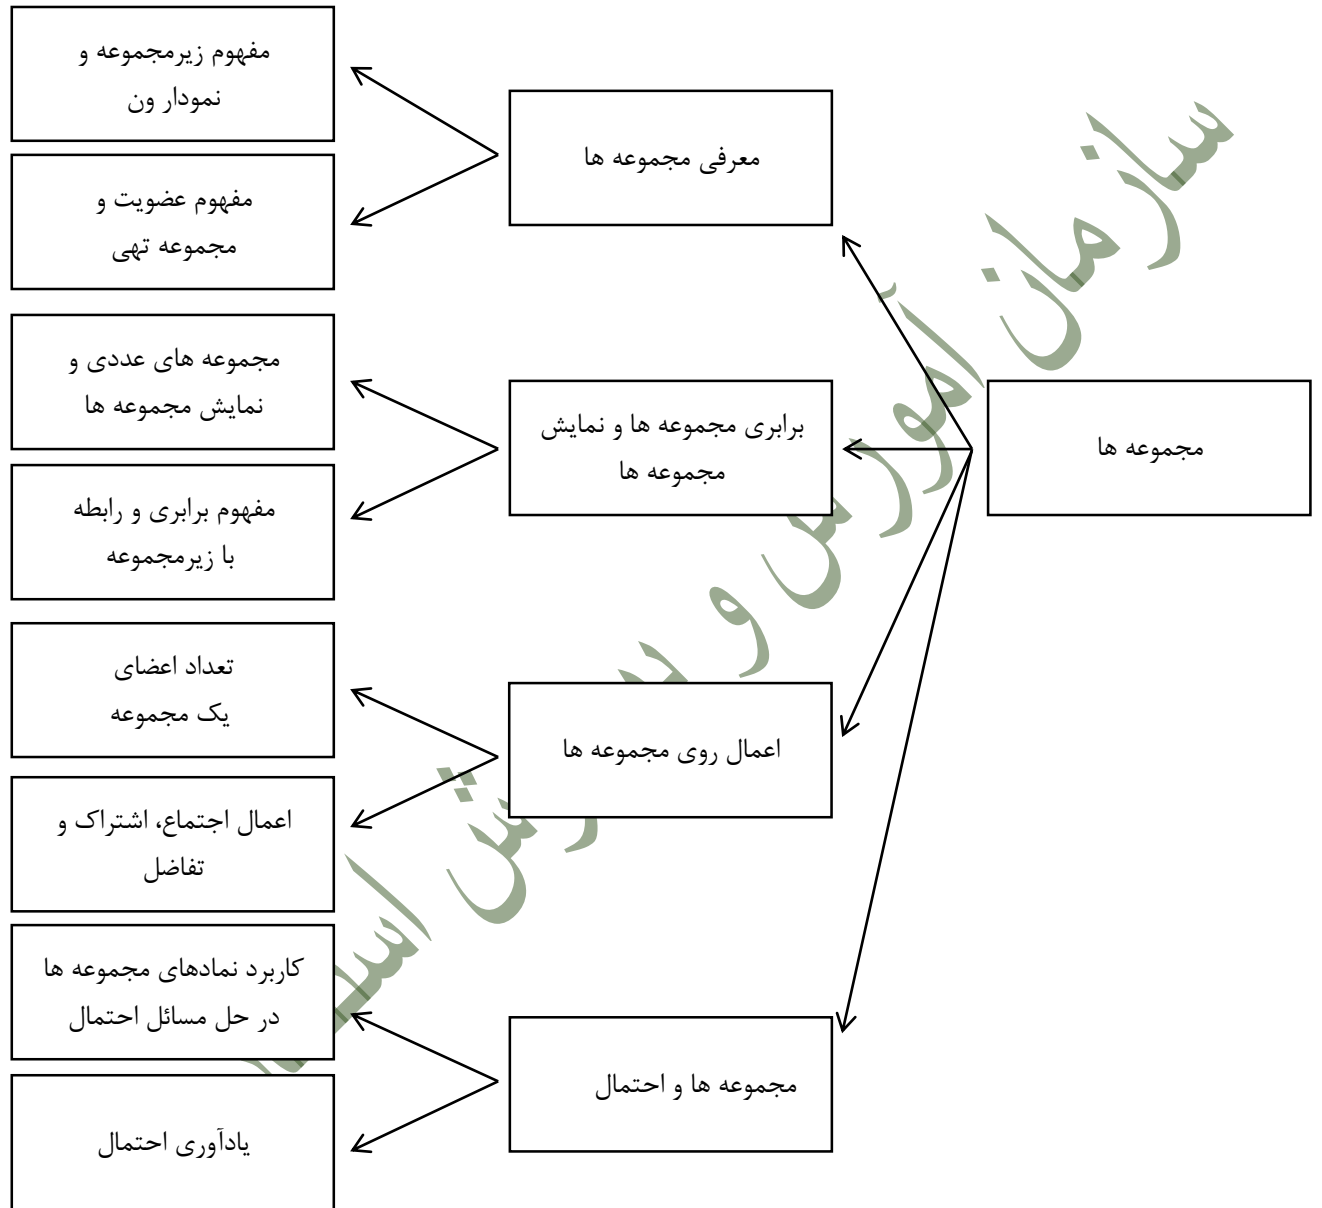 مجموعه ها
معرفی مجموعه ها
مفهوم زیرمجموعه و
نمودار ون
مفهوم عضویت و
مجموعه تهی
برابری مجموعه ها و نمایش
مجموعه ها
مجموعه های عددی و
نمایش مجموعه ها
مفهوم برابری و رابطه
با زیرمجموعه
اعمال روی مجموعه ها
تعداد اعضای
یک مجموعه
اعمال اجتماع، اشتراک و
تفاضل
مجموعه ها و احتمال
کاربرد نمادهای مجموعه ها
در حل مسائل احتمال
یادآوری احتمال
سازمان آموزش و پرورش